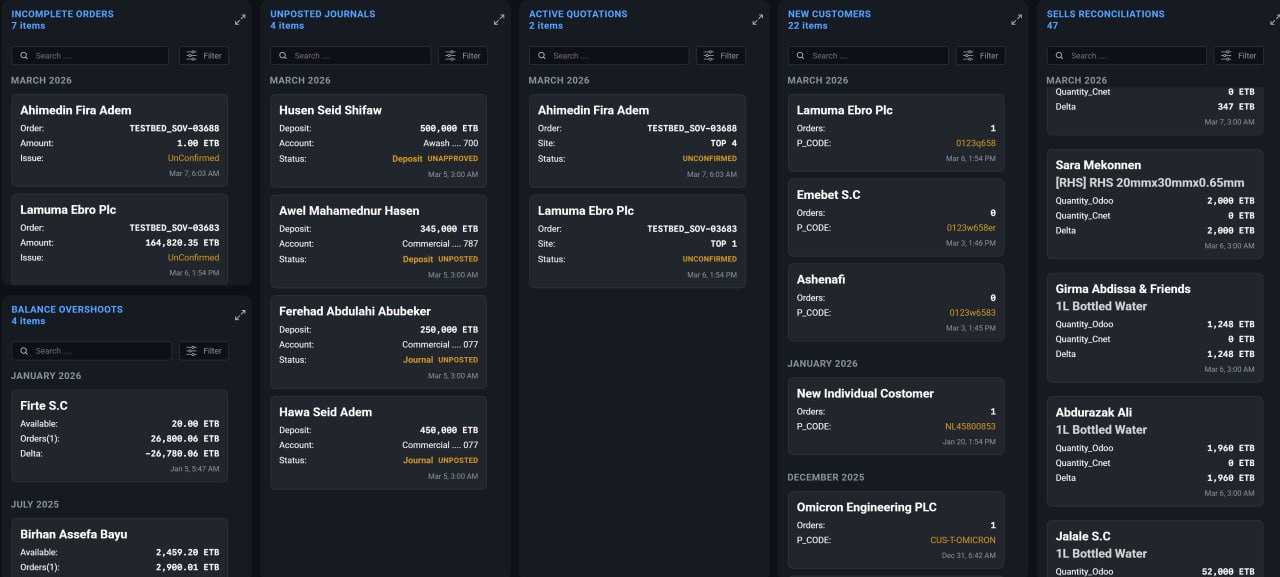 INCOMPLETE ORDERS
7 items
Search ....
Filter
MARCH 2026
Ahimedin Fira Adem
Order: TESTBED_SOV-03688
Amount: 1.00 ETB
Issue: UnConfirmed
Mar 7, 6:03 AM
Lamuma Ebro Plc
Order: TESTBED_SOV-03683
Amount: 164,820.35 ETB
Issue: UnConfirmed
Mar 6, 1:54 PM
BALANCE OVERSHOOTS
4 items
Search ....
Filter
JANUARY 2026
Firte S.C
Available: 20.00 ETB
Orders(1): 26,800.06 ETB
Delta: -26,780.06 ETB
Jan 5, 5:47 AM
JULY 2025
Birhan Assefa Bayu
Available: 2,459.20 ETB
Orders(1): 2,900.01 ETB
UNPOSTED JOURNALS
4 items
Search ....
Filter
MARCH 2026
Husen Seid Shifaw
Deposit: 500,000 ETB
Account: Awash .... 700
Status: Deposit UNAPPROVED
Mar 5, 3:00 AM
Awel Mahamednur Hasen
Deposit: 345,000 ETB
Account: Commercial .... 787
Status: Deposit UNPOSTED
Mar 5, 3:00 AM
Ferehad Abdulahi Abubeker
Deposit: 250,000 ETB
Account: Commercial .... 077
Status: Journal UNPOSTED
Mar 5, 3:00 AM
Hawa Seid Adem
Deposit: 450,000 ETB
Account: Commercial .... 077
Status: Journal UNPOSTED
Mar 5, 3:00 AM
ACTIVE QUOTATIONS
2 items
Search ....
Filter
MARCH 2026
Ahimedin Fira Adem
Order: TESTBED_SOV-03688
Site: TOP 4
Status: UNCONFIRMED
Mar 7, 6:03 AM
Lamuma Ebro Plc
Order: TESTBED_SOV-03683
Site: TOP 1
Status: UNCONFIRMED
Mar 6, 1:54 PM
NEW CUSTOMERS
22 items
Search ....
Filter
MARCH 2026
Lamuma Ebro Plc
Orders: 1
P_CODE: 0123q658
Mar 6, 1:54 PM
Emebet S.C
Orders: 0
P_CODE: 0123w658er
Mar 3, 1:46 PM
Ashenafi
Orders: 0
P_CODE: 0123w6583
Mar 3, 1:45 PM
JANUARY 2026
New Individual Costomer
Orders: 1
P_CODE: NL45800853
Jan 20, 1:54 PM
DECEMBER 2025
Omicron Engineering PLC
Orders: 1
P_CODE: CUS-T-OMICRON
Dec 31, 6:42 AM
SELLS RECONCILIATIONS
47
Search ....
Filter
MARCH 2026
Quantity_Cnet 0 ETB
Delta 347 ETB
Mar 7, 3:00 AM
Sara Mekonnen
[RHS] RHS 20mmx30mmx0.65mm
Quantity_Odoo 2,000 ETB
Quantity_Cnet 0 ETB
Delta 2,000 ETB
Mar 6, 3:00 AM
Girma Abdissa & Friends
1L Bottled Water
Quantity_Odoo 1,248 ETB
Quantity_Cnet 0 ETB
Delta 1,248 ETB
Mar 6, 3:00 AM
Abdurazak Ali
1L Bottled Water
Quantity_Odoo 1,960 ETB
Quantity_Cnet 0 ETB
Delta 1,960 ETB
Mar 6, 3:00 AM
Jalale S.C
1L Bottled Water
Quantity_Odoo 52,000 ETB